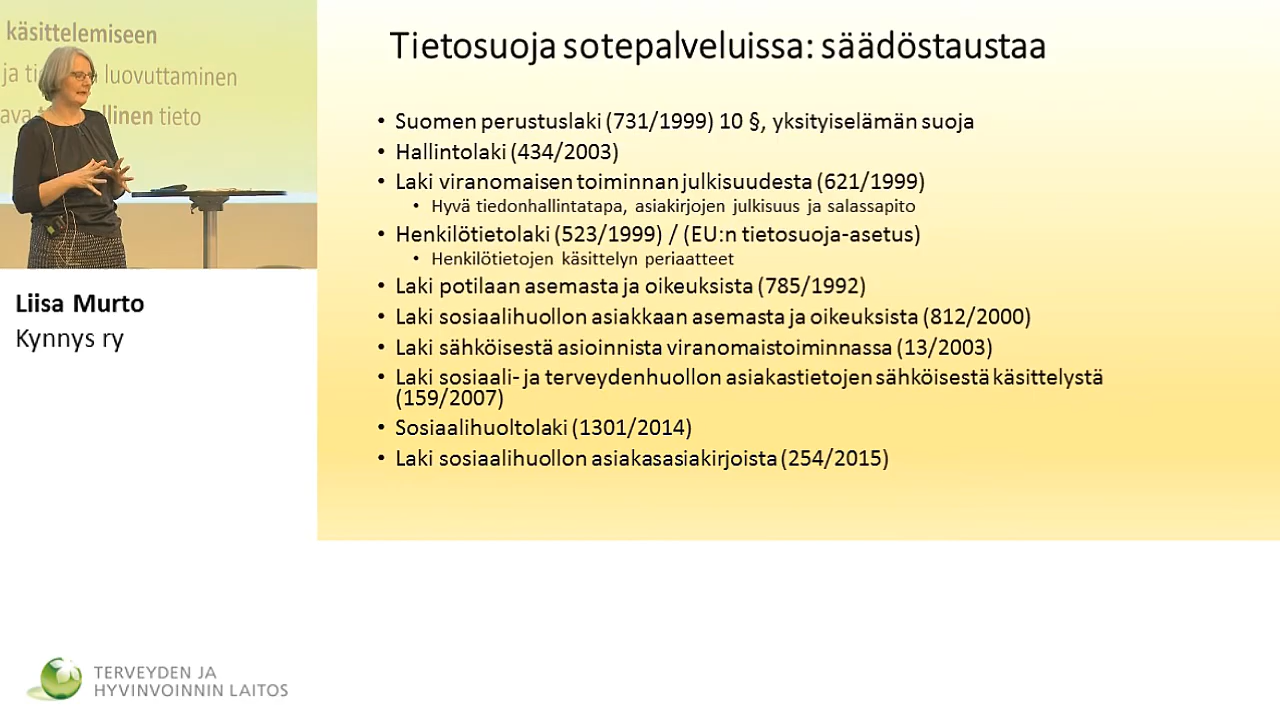 käsittelemiseen
ja luovuttaminen
tieto
Tietosuoja sotepalveluissa: säädöstaustaa
• Suomen perustuslaki (731/1999) 10 §, yksityiselämän suoja
• Hallintolaki (434/2003)
• Laki viranomaisen toiminnan julkisuudesta (621/1999)
• Hyvä tiedonhallintatapa, asiakirjojen julkisuus ja salassapito
• Henkilötietolaki (523/1999) / (EU:n tietosuoja-asetus)
• Henkilötietojen käsittelyn periaatteet
• Laki potilaan asemasta ja oikeuksista (785/1992)
• Laki sosiaalihuollon asiakkaan asemasta ja oikeuksista (812/2000)
• Laki sähköisestä asioinnista viranomaistoiminnassa (13/2003)
• Laki sosiaali- ja terveydenhuollon asiakastietojen sähköisestä käsittelystä
(159/2007)
• Sosiaalihuoltolaki (1301/2014)
• Laki sosiaalihuollon asiakasasiakirjoista (254/2015)
Liisa Murto
Kynnys ry
TERVEYDEN JA
HYVINVOINNIN LAITOS